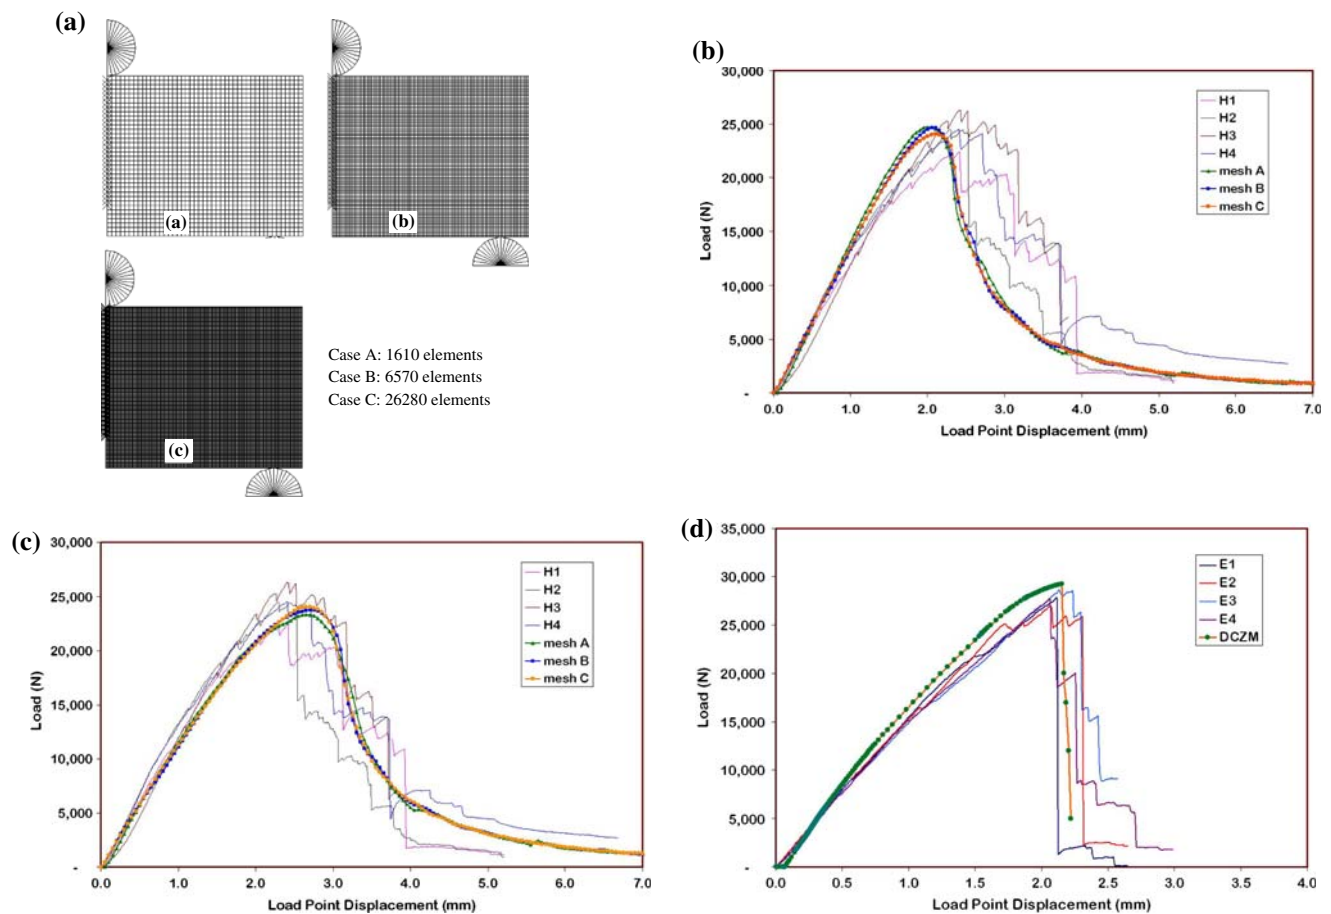 (a)
(a)
(b)
(c)
Case A: 1610 elements
Case B: 6570 elements
Case C: 26280 elements
(b)
30,000
25,000
20,000
15,000
10,000
5,000
-
0.0 1.0 2.0 3.0 4.0 5.0 6.0 7.0
Load (N)
Load Point Displacement (mm)
H1
H2
H3
H4
mesh A
mesh B
mesh C
(c)
30,000
25,000
20,000
15,000
10,000
5,000
-
0.0 1.0 2.0 3.0 4.0 5.0 6.0 7.0
Load (N)
Load Point Displacement (mm)
H1
H2
H3
H4
mesh A
mesh B
mesh C
(d)
35,000
30,000
25,000
20,000
15,000
10,000
5,000
-
0.0 0.5 1.0 1.5 2.0 2.5 3.0 3.5 4.0
Load (N)
Load Point Displacement (mm)
E1
E2
E3
E4
DCZM